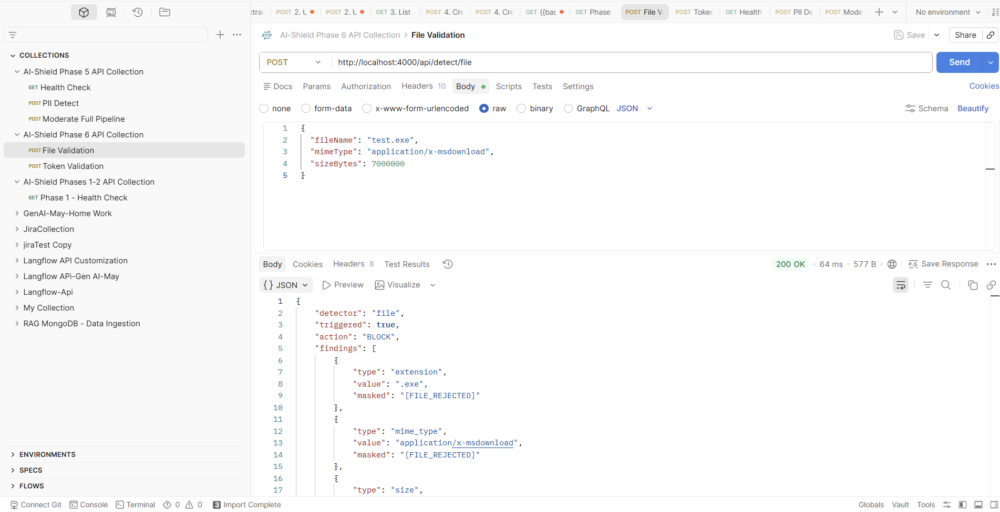 POST 2. U
POST 2. U
GET 3. List
POST 4. Cre
POST 4. Cre
GET {{bas
GET Phase
POST File V
POST Token
GET Health
POST PII De
POST Mode
No environment
COLLECTIONS
AI-Shield Phase 5 API Collection
GET Health Check
POST PII Detect
POST Moderate Full Pipeline
AI-Shield Phase 6 API Collection
POST File Validation
POST Token Validation
AI-Shield Phases 1-2 API Collection
GET Phase 1 - Health Check
GenAI-May-Home Work
JiraCollection
jiraTest Copy
Langflow API Customization
Langflow APi-Gen AI-May
Langflow-Api
My Collection
RAG MongoDB - Data Ingestion
ENVIRONMENTS
SPECS
FLOWS
HTTP AI-Shield Phase 6 API Collection > File Validation
Save
Share
POST http://localhost:4000/api/detect/file
Send
Docs Params Authorization Headers 10 Body Scripts Tests Settings
Cookies
none form-data x-www-form-urlencoded raw binary GraphQL JSON
Schema Beautify
1 {
2 "fileName": "test.exe",
3 "mimeType": "application/x-msdownload",
4 "sizeBytes": 7000000
5 }
Body Cookies Headers 8 Test Results
200 OK • 64 ms • 577 B •
e.g. Save Response
{} JSON Preview Visualize
1 {
2 "detector": "file",
3 "triggered": true,
4 "action": "BLOCK",
5 "findings": [
6 {
7 "type": "extension",
8 "value": ".exe",
9 "masked": "[FILE_REJECTED]"
10 },
11 {
12 "type": "mime_type",
13 "value": "application/x-msdownload",
14 "masked": "[FILE_REJECTED]"
15 },
16 {
17 "type": "size",
Connect Git Console Terminal 0 0 3 Import Complete
Globals Vault Tools